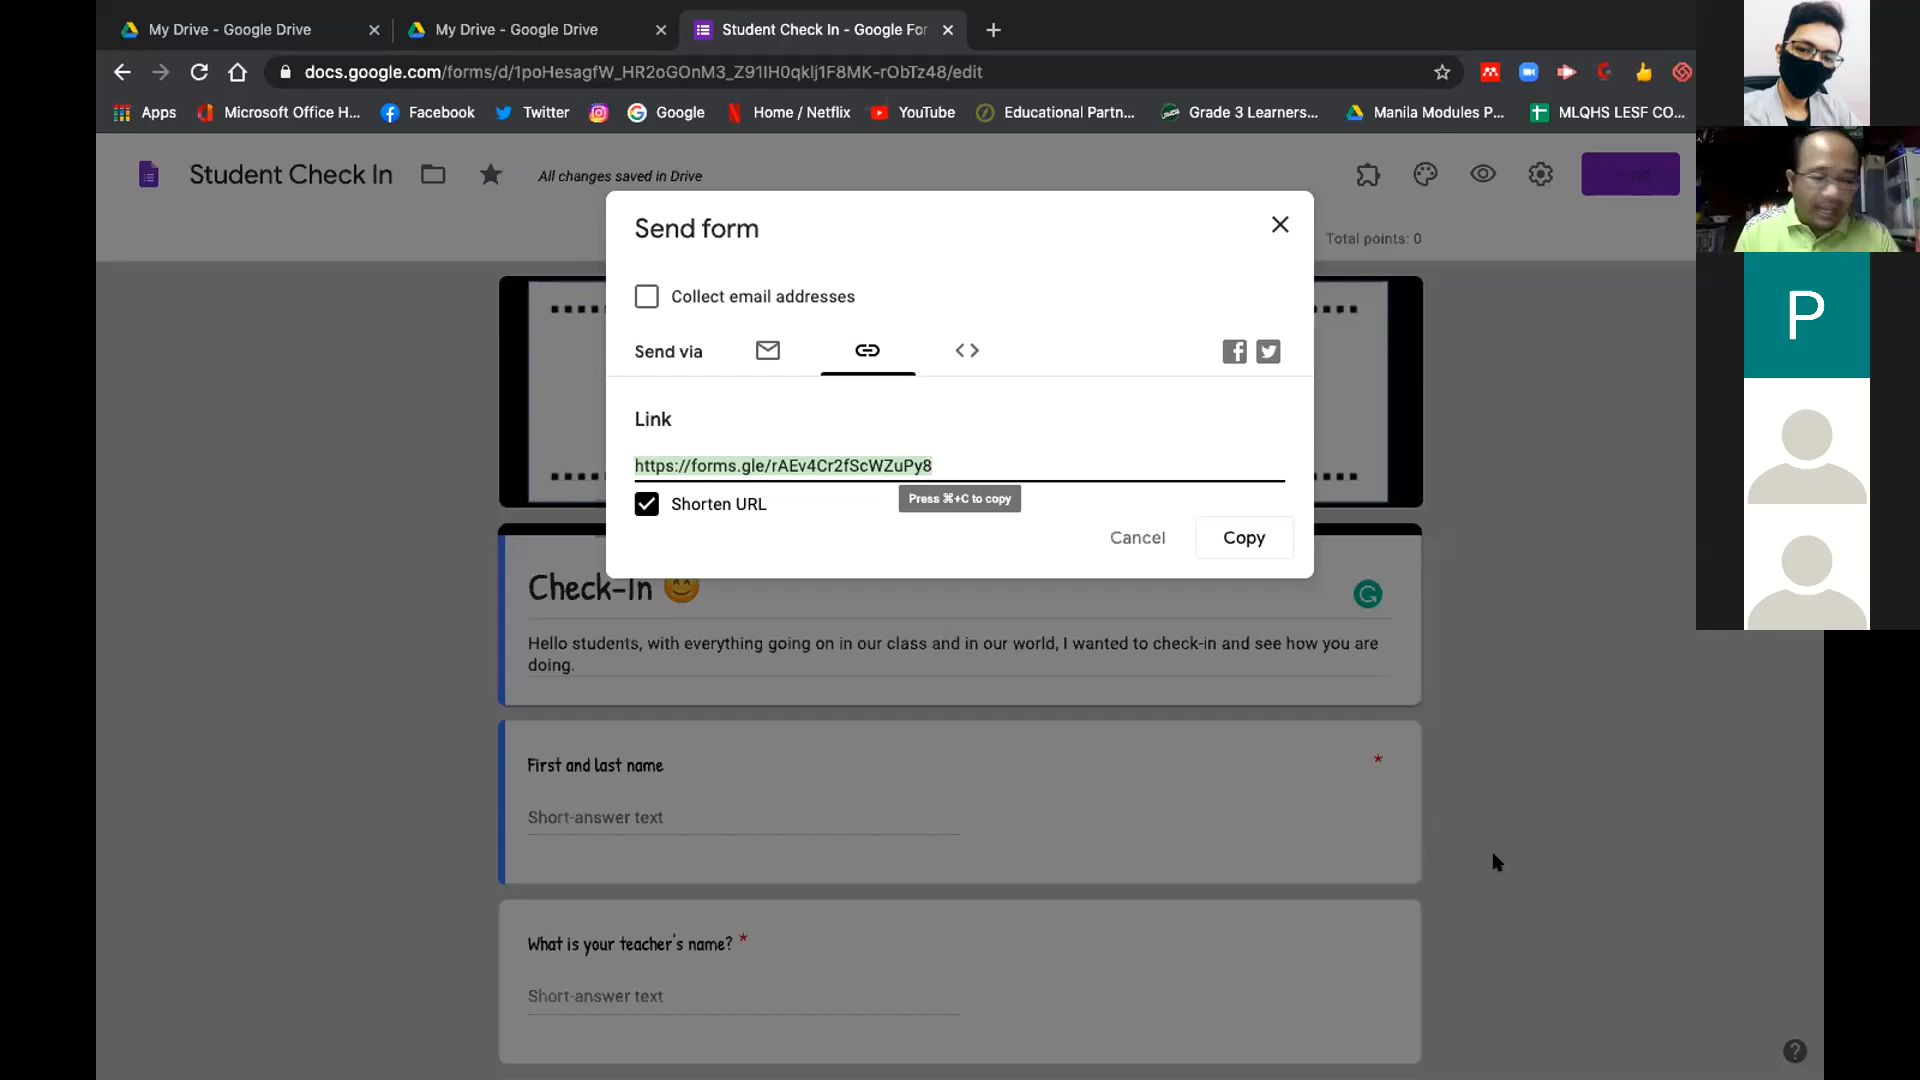 My Drive - Google Drive
My Drive - Google Drive
Student Check In - Google For
docs.google.com/forms/d/1poHesagfW_HR2oGOnM3_Z91IH0qklj1F8MK-rObTz48/edit
Apps
Microsoft Office H...
Facebook
Twitter
Google
Home / Netflix
YouTube
Educational Partn...
Grade 3 Learners...
Manila Modules P...
MLQHS LESF CO...
Student Check In
All changes saved in Drive
Total points: 0
Send form
Collect email addresses
Send via
Link
https://forms.gle/rAEv4Cr2fScWZuPy8
Press ⌘+C to copy
Shorten URL
Cancel
Copy
Check-In 😊
Hello students, with everything going on in our class and in our world, I wanted to check-in and see how you are
doing.
First and last name *
Short-answer text
What is your teacher's name? *
Short-answer text
P